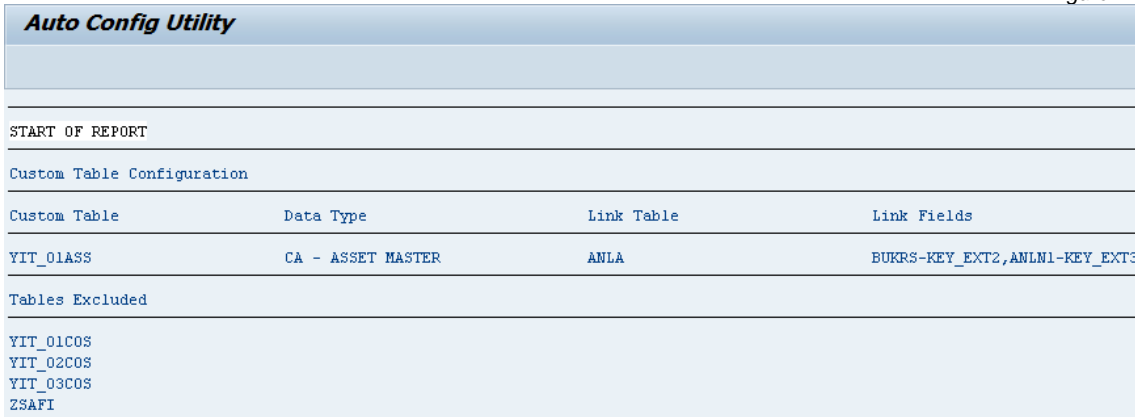 Auto Config Utility
START OF REPORT
Custom Table Configuration
Custom Table Data Type Link Table Link Fields
YIT_01ASS CA - ASSET MASTER ANLA BUKRS-KEY_EXT2,ANLN1-KEY_EXT3
Tables Excluded
YIT_01COS
YIT_02COS
YIT_03COS
ZSAFI